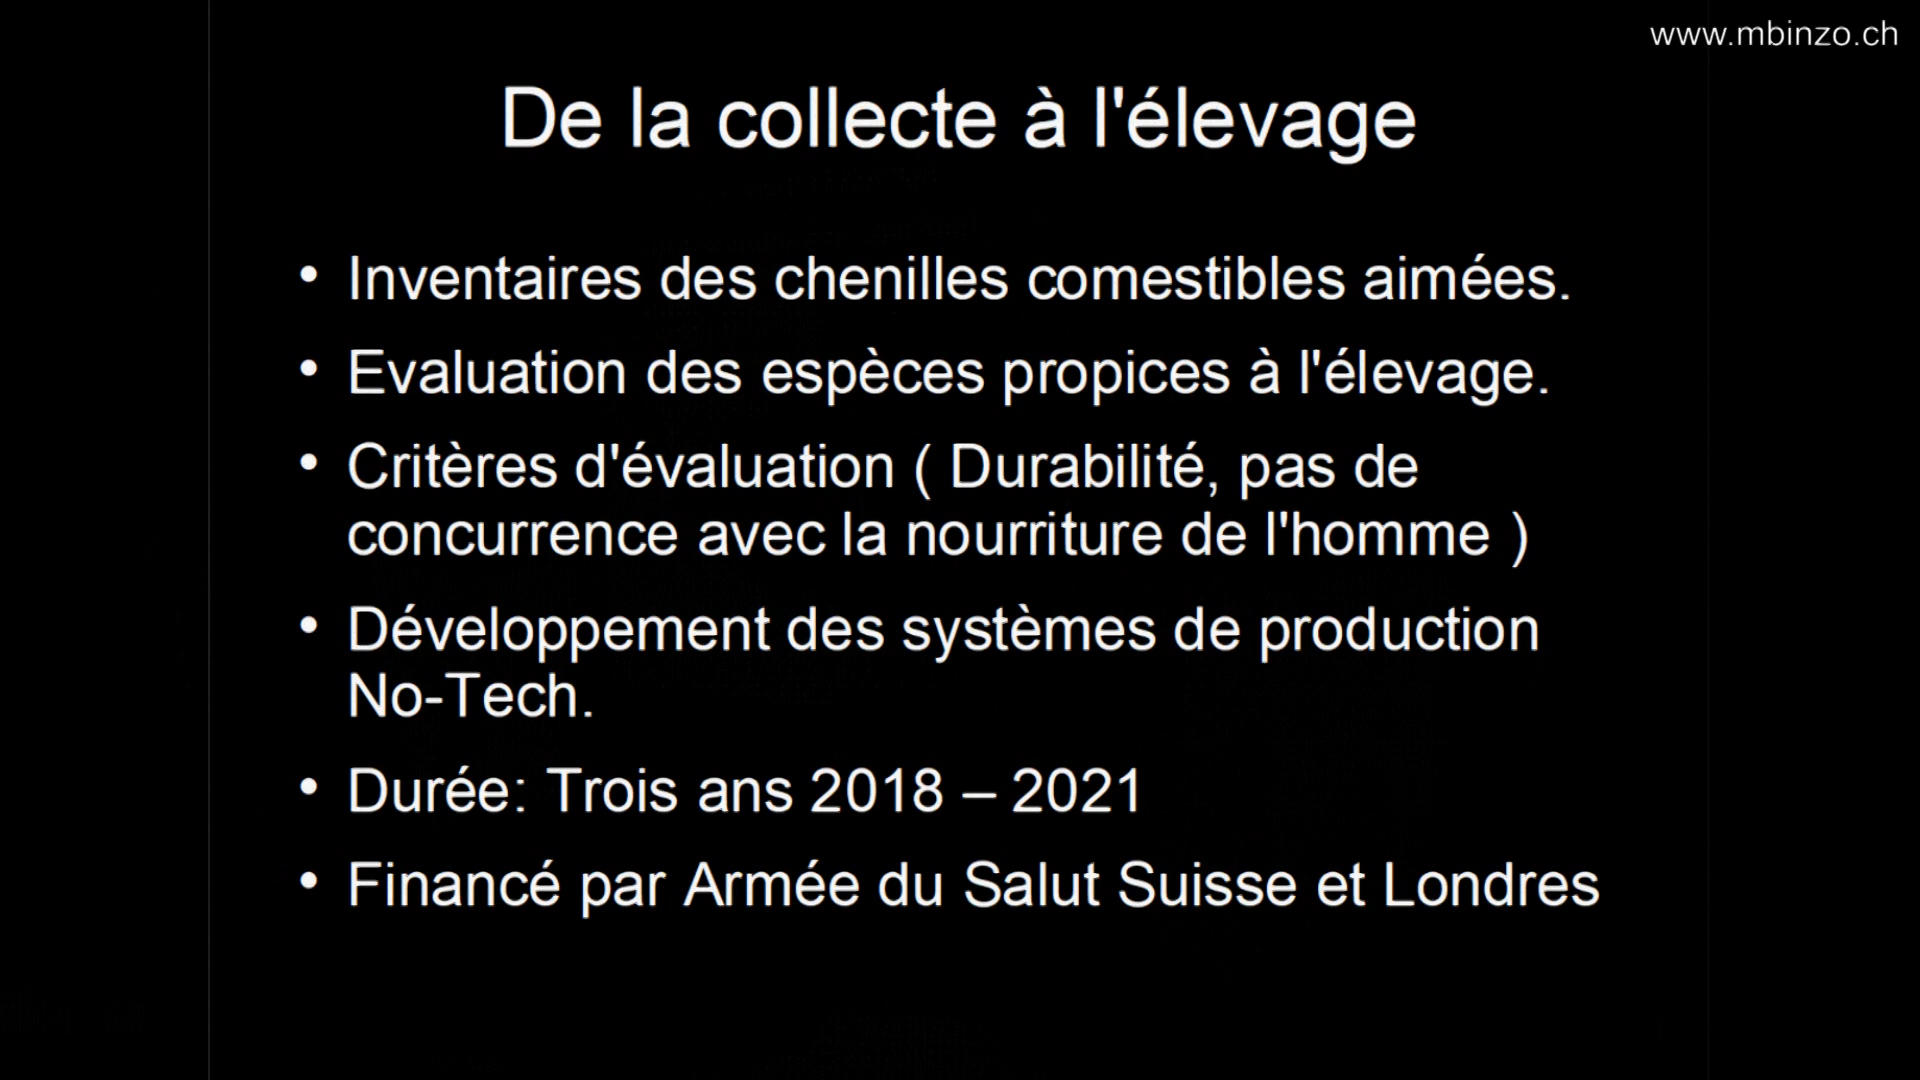 www.mbinzo.ch
De la collecte à l'élevage
• Inventaires des chenilles comestibles aimées.
• Evaluation des espèces propices à l'élevage.
• Critères d'évaluation ( Durabilité, pas de
concurrence avec la nourriture de l'homme )
• Développement des systèmes de production
No-Tech.
• Durée: Trois ans 2018 – 2021
• Financé par Armée du Salut Suisse et Londres